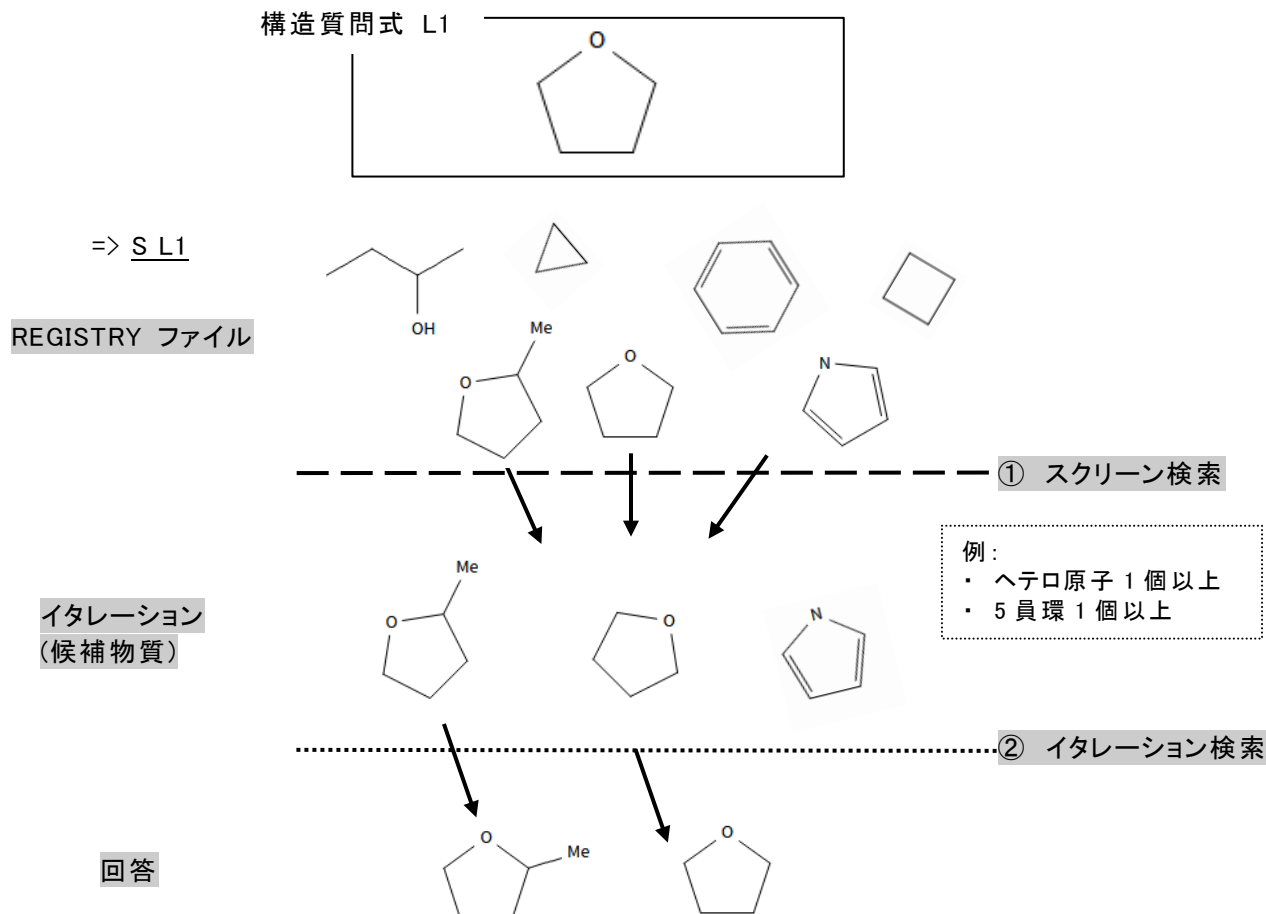 構造質問式 L1
O
=> S L1
OH
REGISTRY ファイル
Me
O
O
N
① スクリーン検索
例:
・ ヘテロ原子 1 個以上
・ 5 員環 1 個以上
イタレーション
(候補物質)
Me
O
O
N
② イタレーション検索
回答
O
Me
O